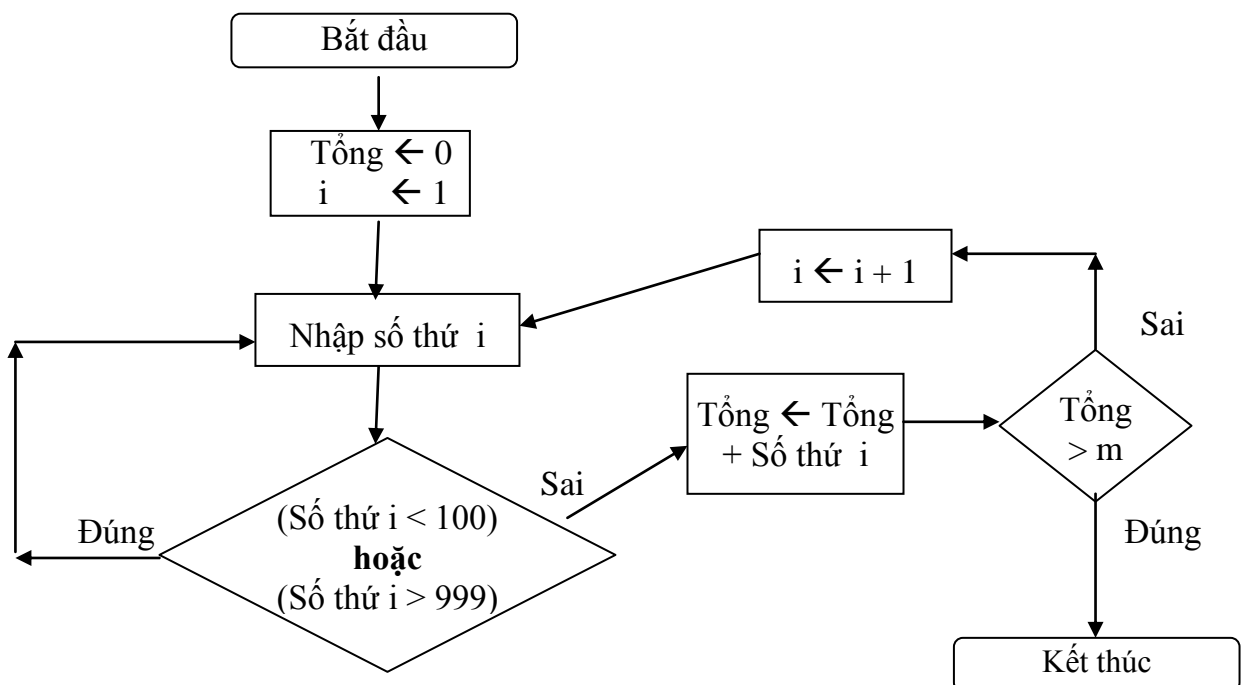 Bắt đầu
Tổng ← 0
i ← 1
i ← i + 1
Nhập số thứ i
Sai
Tổng ← Tổng
+ Số thứ i
Tổng
> m
Sai
(Số thứ i < 100)
hoặc
(Số thứ i > 999)
Đúng
Đúng
Kết thúc